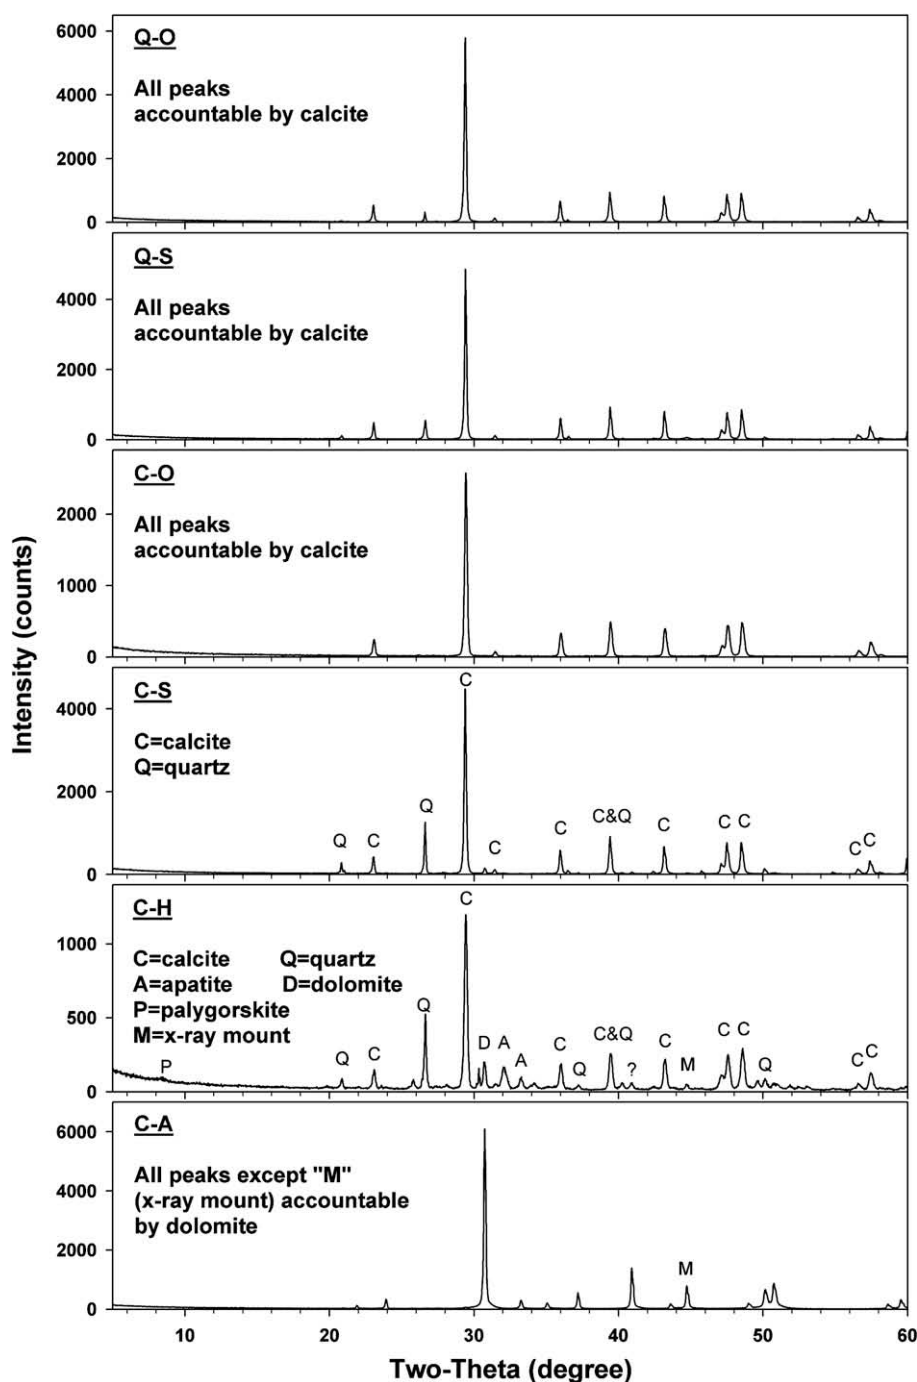 Q-O
All peaks
accountable by calcite
6000
4000
2000
0
Q-S
All peaks
accountable by calcite
4000
2000
0
C-O
All peaks
accountable by calcite
2000
1000
0
Intensity (counts)
C-S
C=calcite
Q=quartz
4000
2000
0
Q
C
Q
C
C
C
C&Q
C
C
C
C
C
C-H
C=calcite Q=quartz
A=apatite D=dolomite
P=palygorskite
M=x-ray mount
1000
500
0
P
Q
C
Q
C
D
A
A
C
Q
C&Q
?
C
M
C
C
Q
C
C
C-A
All peaks except "M"
(x-ray mount) accountable
by dolomite
6000
4000
2000
0
M
10 20 30 40 50 60
Two-Theta (degree)